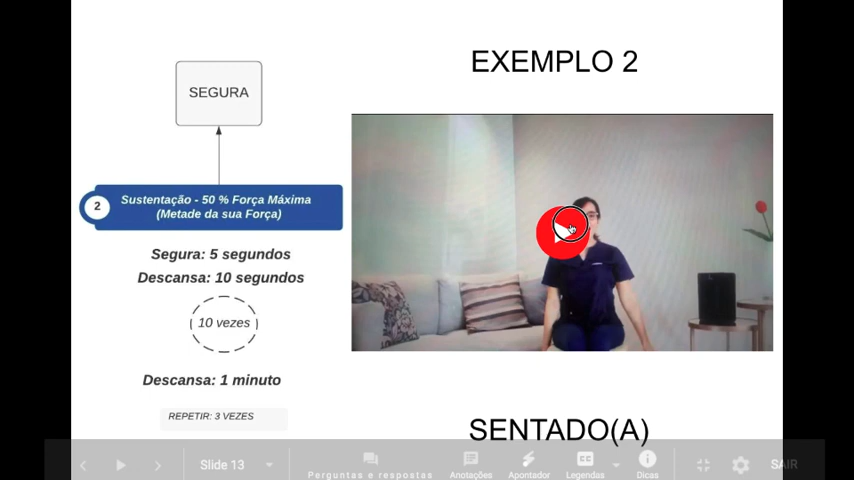 EXEMPLO 2
SEGURA
2
Sustentação - 50 % Força Máxima
(Metade da sua Força)
Segura: 5 segundos
Descansa: 10 segundos
10 vezes
Descansa: 1 minuto
REPETIR: 3 VEZES
SENTADO(A)
Slide 13
Perguntas e respostas
Anotações
Apontador
Legendas
Dicas
SAIR